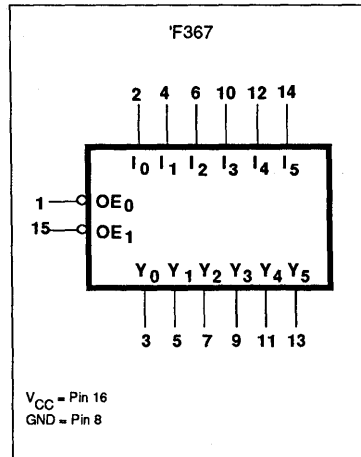 'F367
2 4 6 10 12 14
I0 I1 I2 I3 I4 I5
1 OE0
15 OE1
Y0 Y1 Y2 Y3 Y4 Y5
3 5 7 9 11 13
VCC = Pin 16
GND = Pin 8